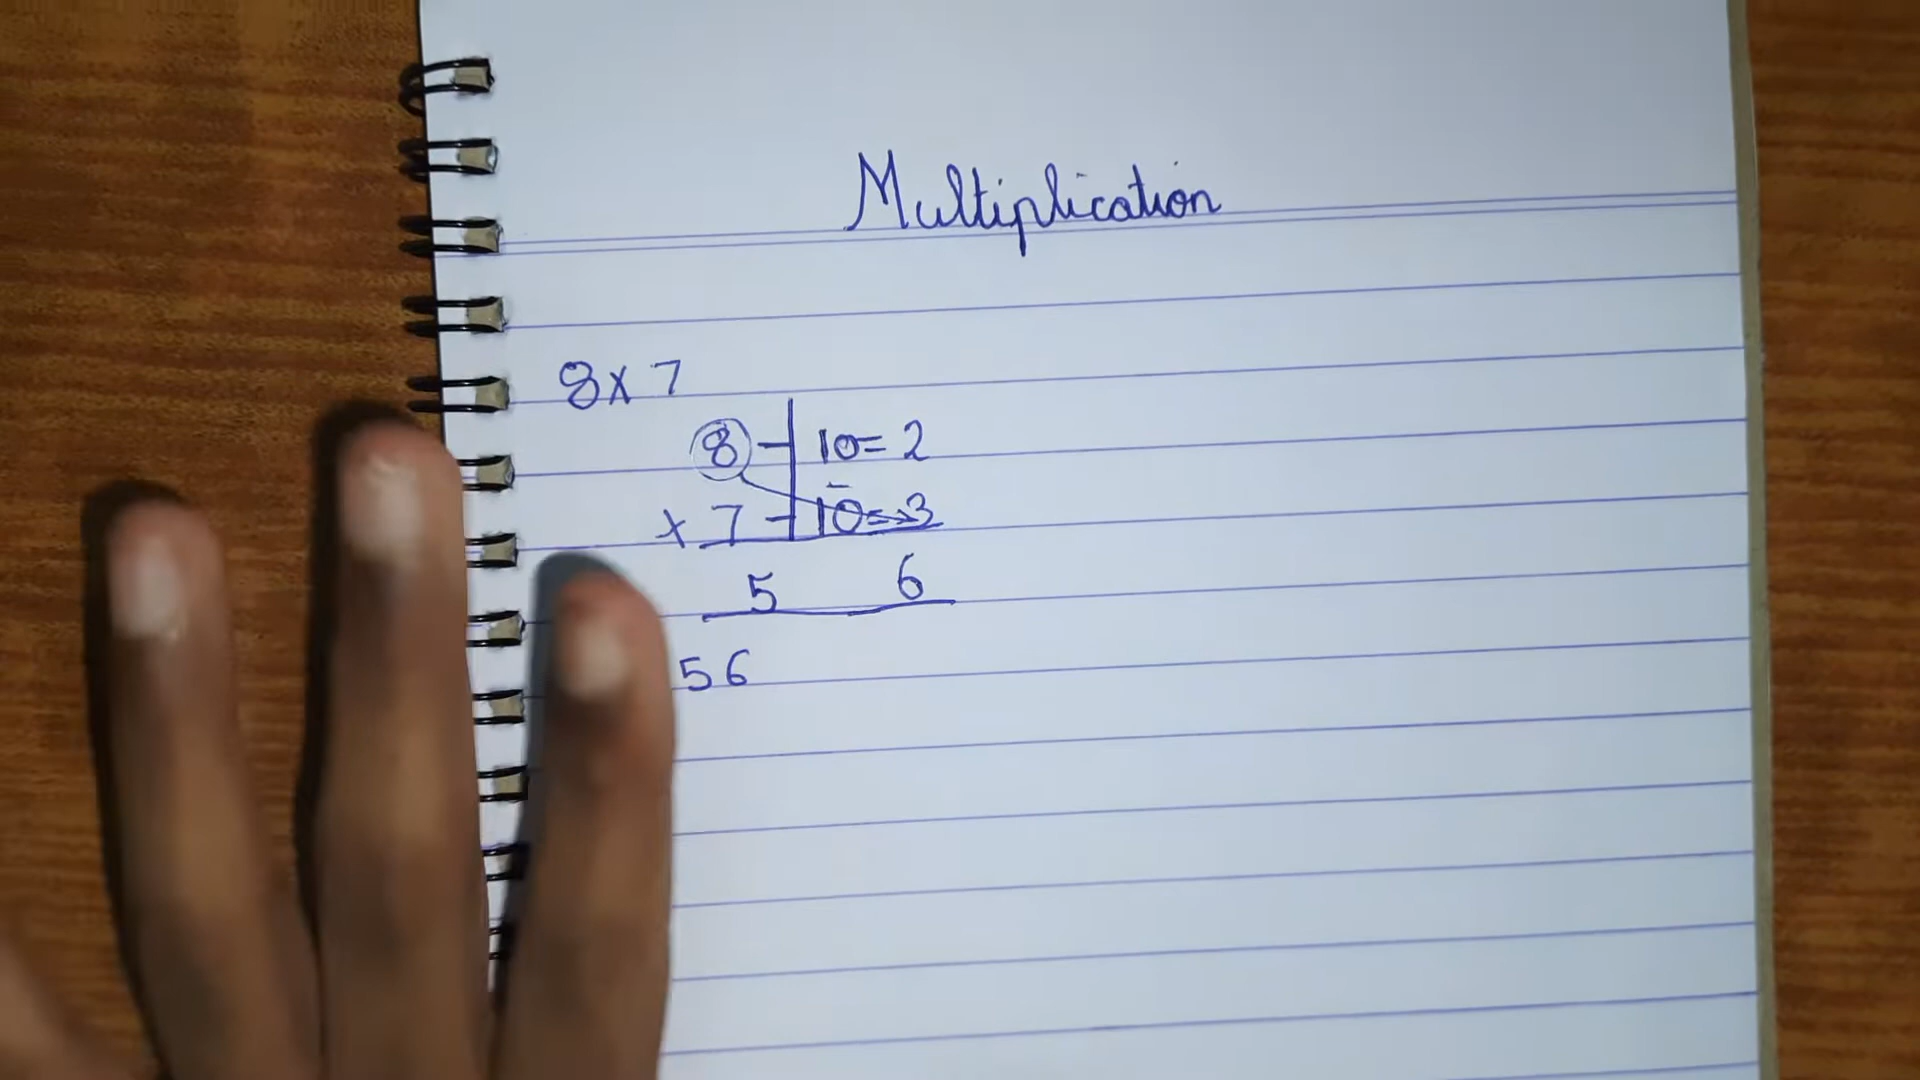 Multiplication
8x7
8 - 10 = 2
x 7 - 10 = 3
5 6
56